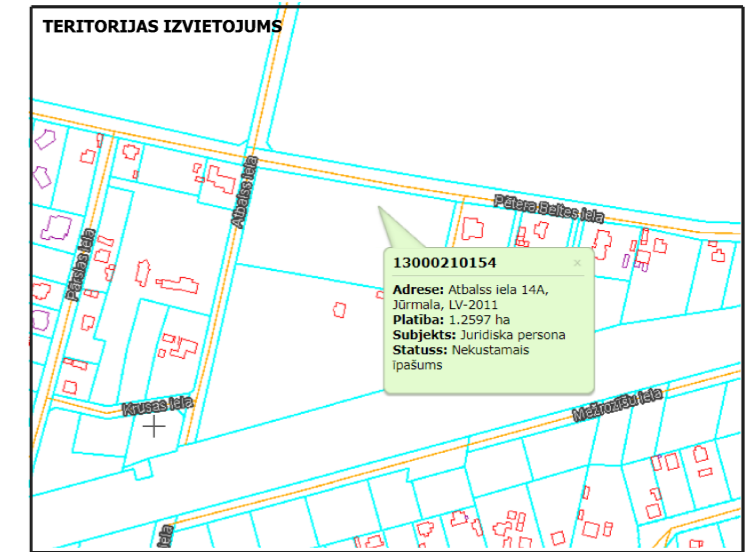 TERITORIJAS IZVIETOJUMS
Atbalss iela
Pētera Beltes iela
Pārslas iela
13000210154
×
Adrese: Atbalss iela 14A,
Jūrmala, LV-2011
Platība: 1.2597 ha
Subjekts: Juridiska persona
Statuss: Nekustamais
īpašums
Krusas iela
Mežrozīšu iela
iela